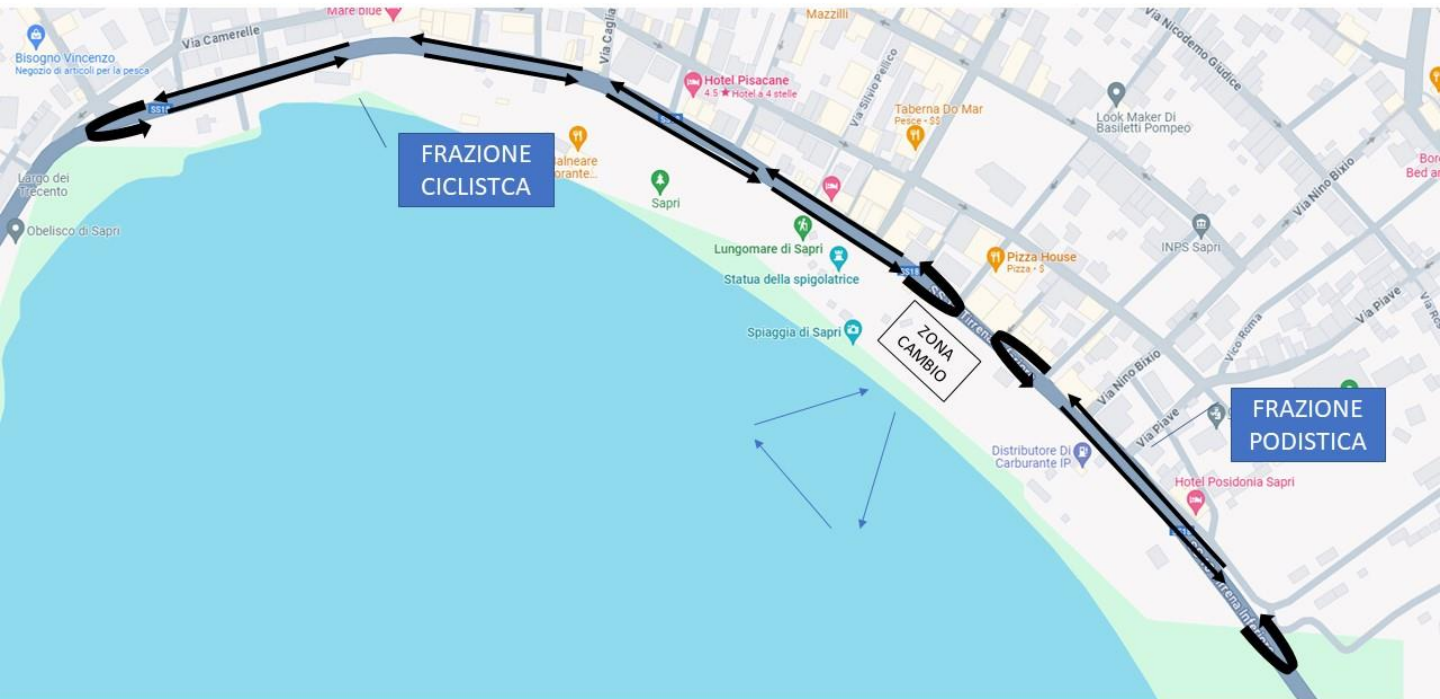 Mare blue
Mazzilli
Bisogno Vincenzo
Negozio di articoli per la pesca
Via Camerelle
Via Caglia
Via Nicodemo Giudice
Hotel Pisacane
4.5 ★ Hotel a 4 stelle
Via Silvio Pellico
Taberna Do Mar
Pesce - $$
Look Maker Di
Basiletti Pompeo
FRAZIONE
CICLISTCA
Via Nino Bixio
Largo dei
Trecento
Sapri
Obelisco di Sapri
Lungomare di Sapri
INPS Sapri
Pizza House
Pizza - $
Statua della spigolatrice
SS18
Spiaggia di Sapri
ZONA
CAMBIO
Via Piave
Vico Roma
Via Nino Bixio
Via Piave
FRAZIONE
PODISTICA
Distributore Di
Carburante IP
Hotel Posidonia Sapri